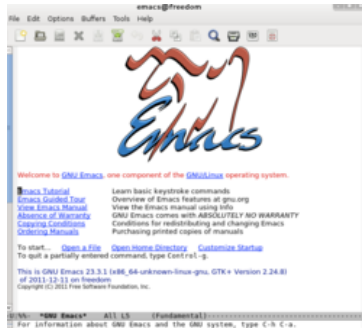 emacs@freedom
File Edit Options Buffers Tools Help
Emacs
Welcome to GNU Emacs, one component of the GNU/Linux operating system.
Emacs Tutorial Learn basic keystroke commands
Emacs Guided Tour Overview of Emacs features at gnu.org
View Emacs Manual View the Emacs manual using Info
Absence of Warranty GNU Emacs comes with ABSOLUTELY NO WARRANTY
Copying Conditions Conditions for redistributing and changing Emacs
Ordering Manuals Purchasing printed copies of manuals
To start... Open a File Open Home Directory Customize Startup
To quit a partially entered command, type Control-g.
This is GNU Emacs 23.3.1 (x86_64-unknown-linux-gnu, GTK+ Version 2.24.8)
of 2011-12-11 on freedom
Copyright (C) 2011 Free Software Foundation, Inc.
u:%%- *GNU Emacs* All L5 (Fundamental)
For information about GNU Emacs and the GNU system, type C-h C-a.